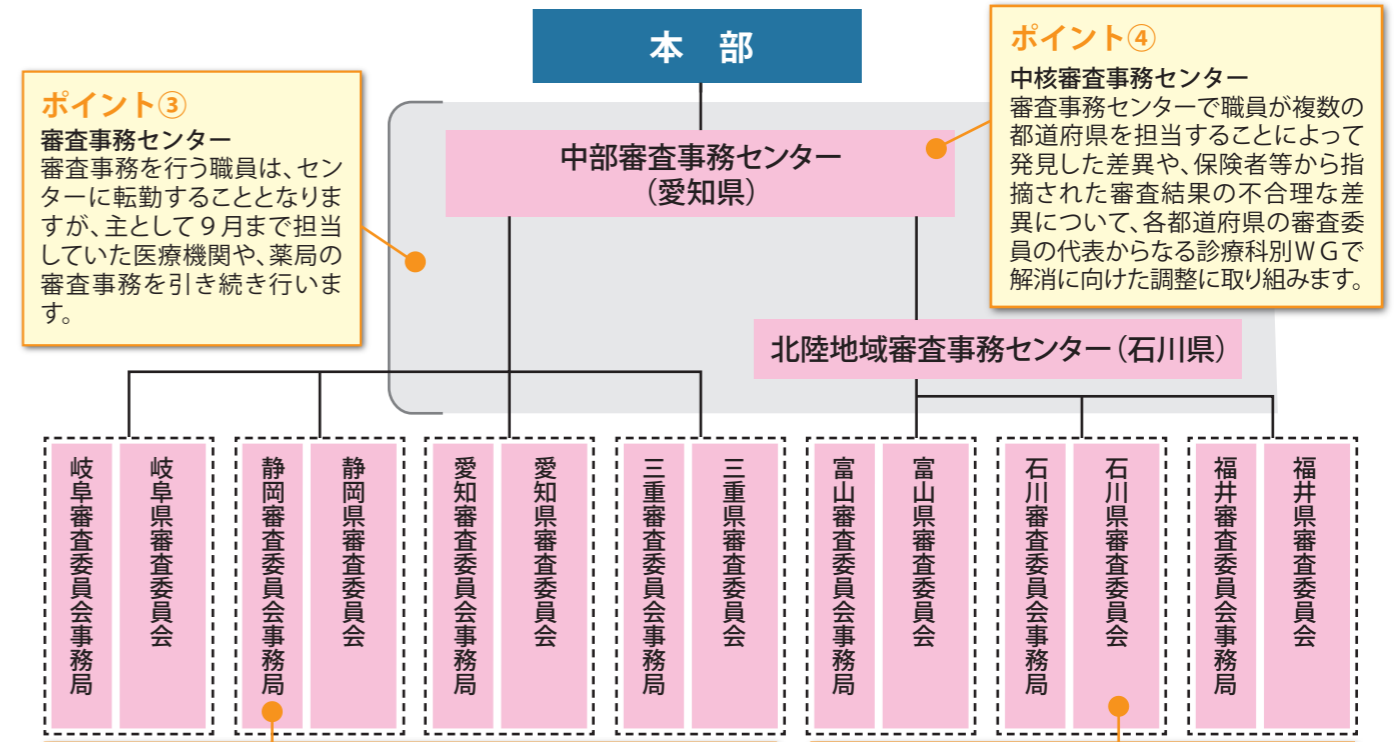 本　部
ポイント③
審査事務センター
審査事務を行う職員は、セン
ターに転勤することとなりま
すが、主として９月まで担当
していた医療機関や、薬局の
審査事務を引き続き行いま
す。
ポイント④
中核審査事務センター
審査事務センターで職員が複数の
都道府県を担当することによって
発見した差異や、保険者等から指
摘された審査結果の不合理な差
異について、各都道府県の審査委
員の代表からなる診療科別ＷＧで
解消に向けた調整に取り組みます。
中部審査事務センター
（愛知県）
北陸地域審査事務センター（石川県）
岐阜審査委員会事務局
岐阜県審査委員会
静岡審査委員会事務局
静岡県審査委員会
愛知審査委員会事務局
愛知県審査委員会
三重審査委員会事務局
三重県審査委員会
富山審査委員会事務局
富山県審査委員会
石川審査委員会事務局
石川県審査委員会
福井審査委員会事務局
福井県審査委員会